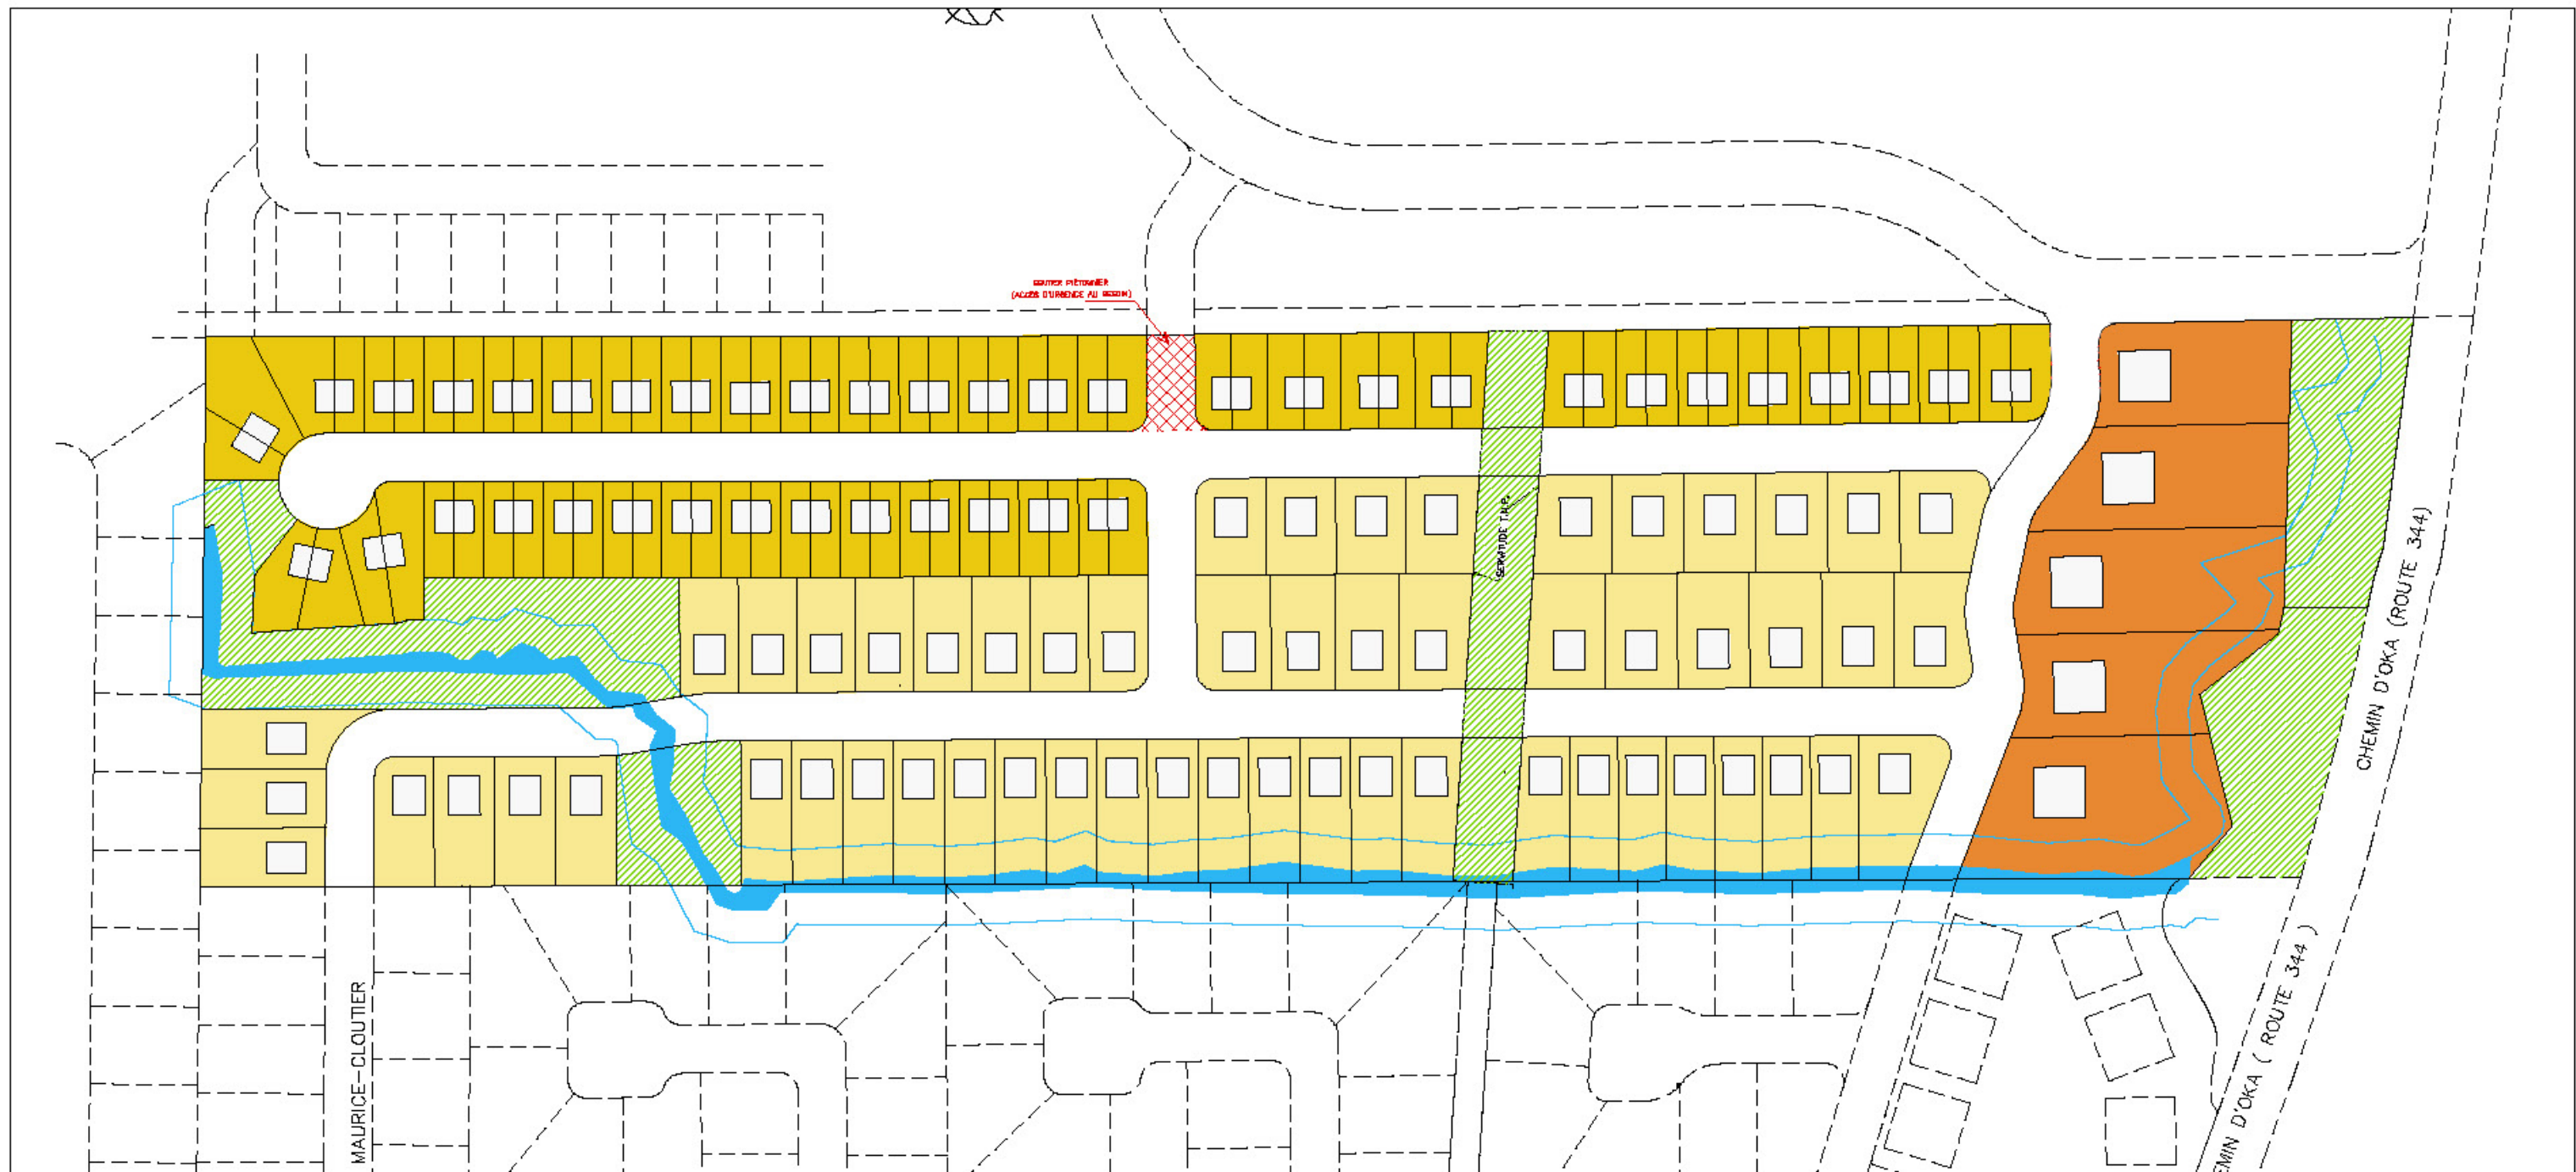 SENTIER PIÉTONNIER
(ACCÈS D'URGENCE AU BESOIN)
(SERVITUDE T.N.P.
CHEMIN D'OKA (ROUTE 344)
MAURICE-CLOUTIER
EMIN D'OKA ( ROUTE 344 )